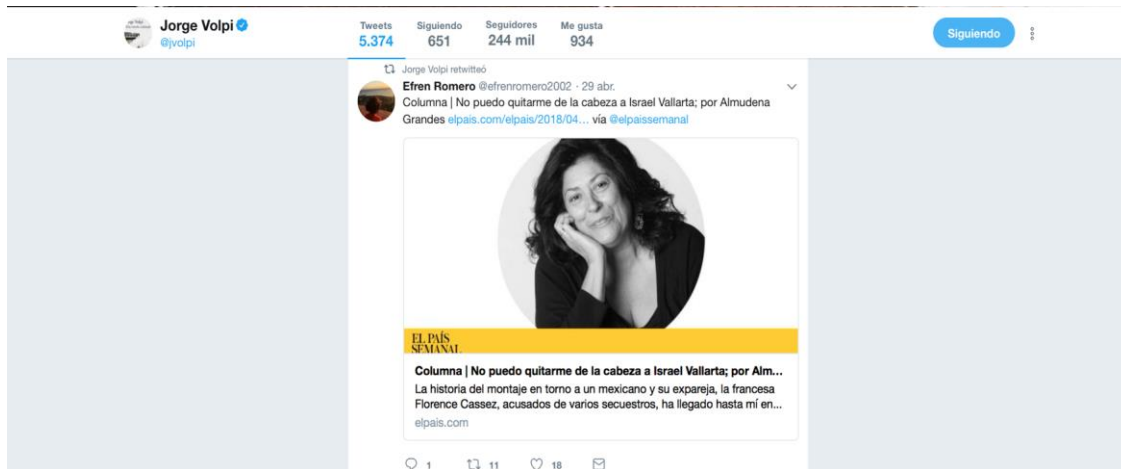 Jorge Volpi
@jvolpi
Tweets
5.374
Siguiendo
651
Seguidores
244 mil
Me gusta
934
Siguiendo
Jorge Volpi retwitteó
Efren Romero @efrenromero2002 · 29 abr.
Columna | No puedo quitarme de la cabeza a Israel Vallarta; por Almudena
Grandes elpais.com/elpais/2018/04… vía @elpaissemanal
EL PAÍS
SEMANAL
Columna | No puedo quitarme de la cabeza a Israel Vallarta; por Alm...
La historia del montaje en torno a un mexicano y su expareja, la francesa
Florence Cassez, acusados de varios secuestros, ha llegado hasta mí en...
elpais.com
1 11 18